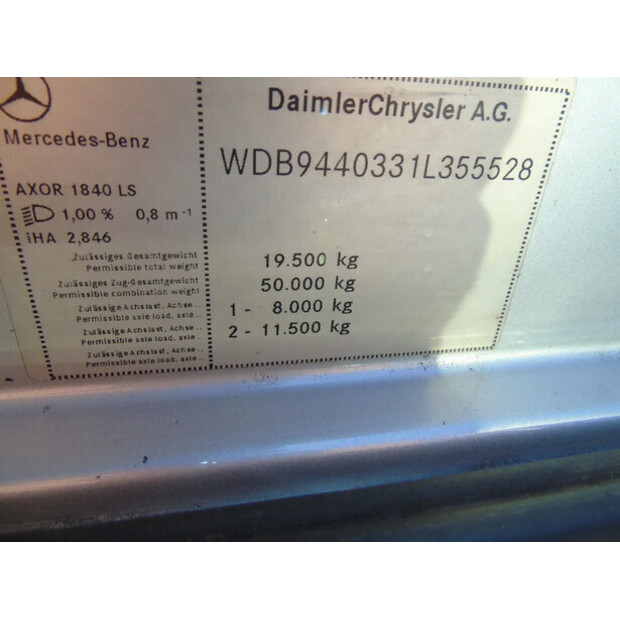 Mercedes-Benz
AXOR 1840 LS
1,00 % 0,8 m⁻¹
iHA 2,846
Zulässiges Gesamtgewicht
Permissible total weight
Zulässiges Zug-Gesamtgewicht
Permissible combination weight
Zulässige Achslast, Achse ..
Permissible axle load, axle ...
Zulässige Achslast, Achse ..
Permissible axle load, axle ...
Zulässige Achslast, Achse ...
Permissible axle load, axle ...
DaimlerChrysler A.G.
WDB9440331L355528
19.500 kg
50.000 kg
1 - 8.000 kg
2 - 11.500 kg